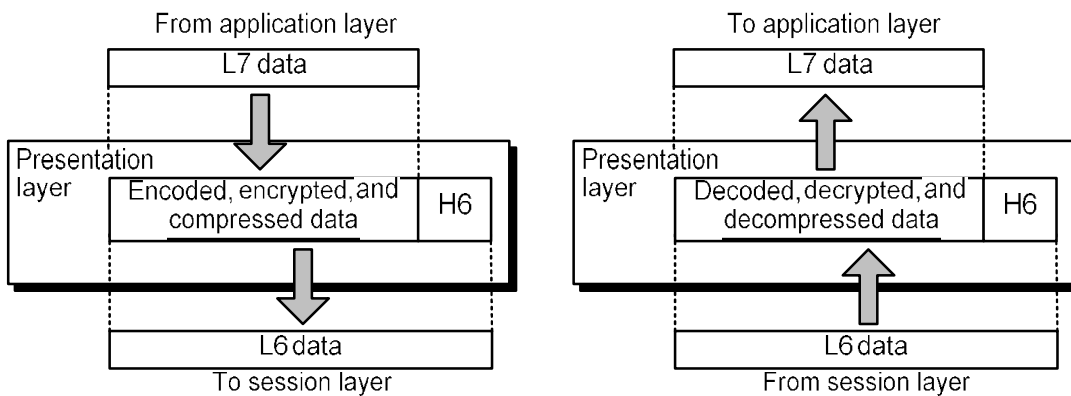 From application layer
L7 data
Presentation
layer
Encoded, encrypted, and
compressed data
H6
L6 data
To session layer
To application layer
L7 data
Presentation
layer
Decoded, decrypted, and
decompressed data
H6
L6 data
From session layer